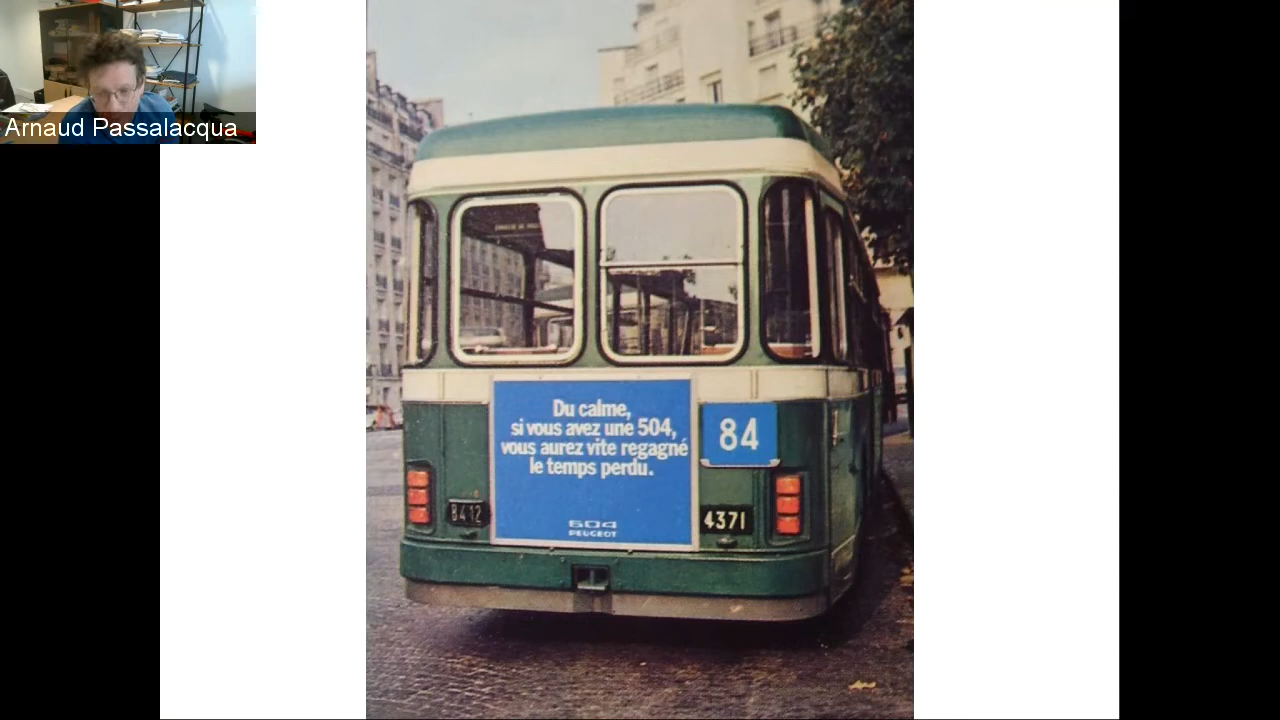 Arnaud Passalacqua
Du calme,
si vous avez une 504,
vous aurez vite regagné
le temps perdu.
504
PEUGEOT
84
8412
4371